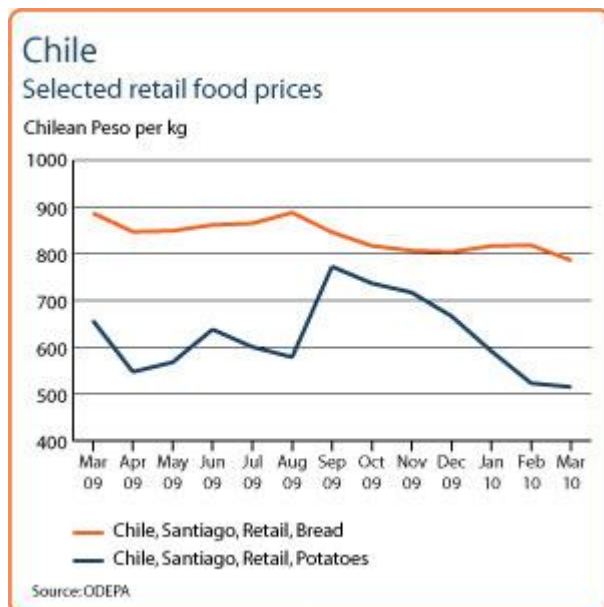 Chile
Selected retail food prices
Chilean Peso per kg
1000
900
800
700
600
500
400
Mar Apr May Jun Jul Aug Sep Oct Nov Dec Jan Feb Mar
09 09 09 09 09 09 09 09 09 09 10 10 10
Chile, Santiago, Retail, Bread
Chile, Santiago, Retail, Potatoes
Source: ODEPA